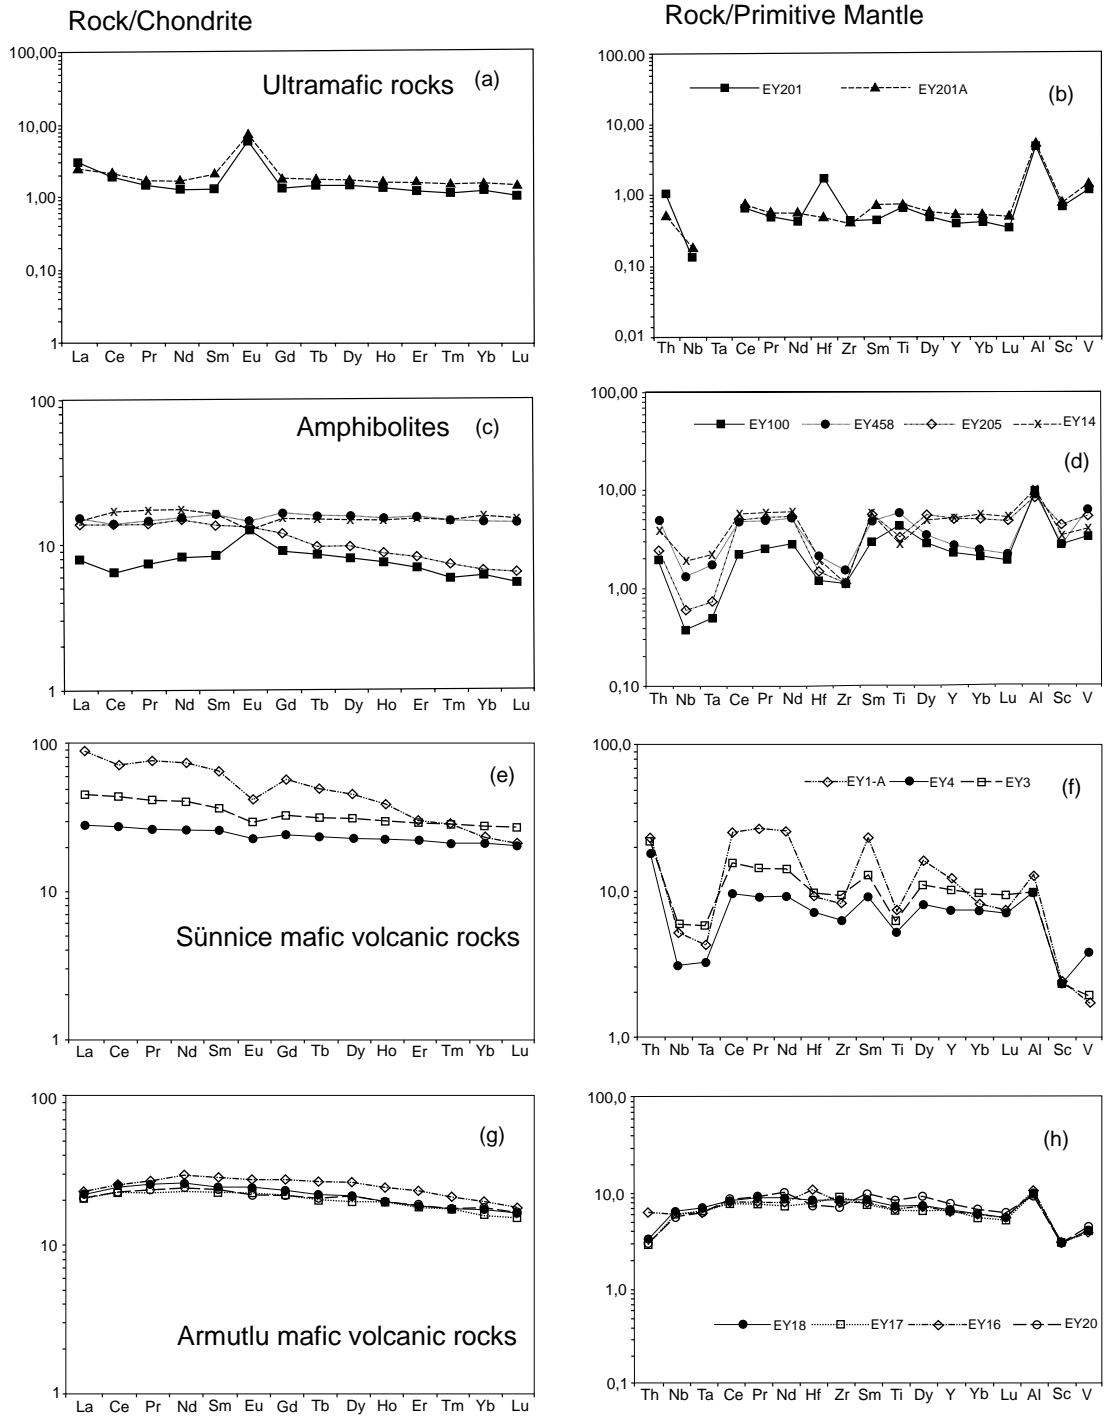 Rock/Chondrite
Rock/Primitive Mantle
100,00
10,00
1,00
0,10
1
Ultramafic rocks
(a)
La Ce Pr Nd Sm Eu Gd Tb Dy Ho Er Tm Yb Lu
100.00
10,00
1,00
0,10
0,01
EY201
EY201A
(b)
Th Nb Ta Ce Pr Nd Hf Zr Sm Ti Dy Y Yb Lu Al Sc V
100
10
1
Amphibolites
(c)
La Ce Pr Nd Sm Eu Gd Tb Dy Ho Er Tm Yb Lu
100,00
10,00
1,00
0,10
EY100
EY458
EY205
EY14
(d)
Th Nb Ta Ce Pr Nd Hf Zr Sm Ti Dy Y Yb Lu Al Sc V
100
10
1
(e)
Sünnice mafic volcanic rocks
La Ce Pr Nd Sm Eu Gd Tb Dy Ho Er Tm Yb Lu
100,0
10,0
1,0
EY1-A
EY4
EY3
(f)
Th Nb Ta Ce Pr Nd Hf Zr Sm Ti Dy Y Yb Lu Al Sc V
100
10
1
(g)
Armutlu mafic volcanic rocks
La Ce Pr Nd Sm Eu Gd Tb Dy Ho Er Tm Yb Lu
100,0
10,0
1,0
0,1
(h)
EY18
EY17
EY16
EY20
Th Nb Ta Ce Pr Nd Hf Zr Sm Ti Dy Y Yb Lu Al Sc V